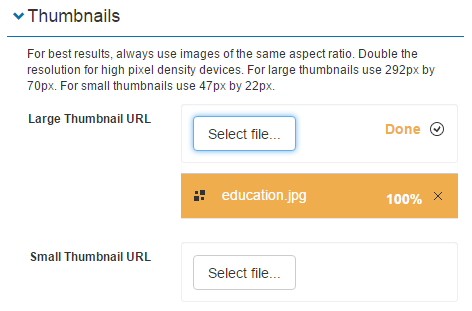 Thumbnails
For best results, always use images of the same aspect ratio. Double the
resolution for high pixel density devices. For large thumbnails use 292px by
70px. For small thumbnails use 47px by 22px.
Large Thumbnail URL
Select file...
Done
education.jpg
100%
Small Thumbnail URL
Select file...